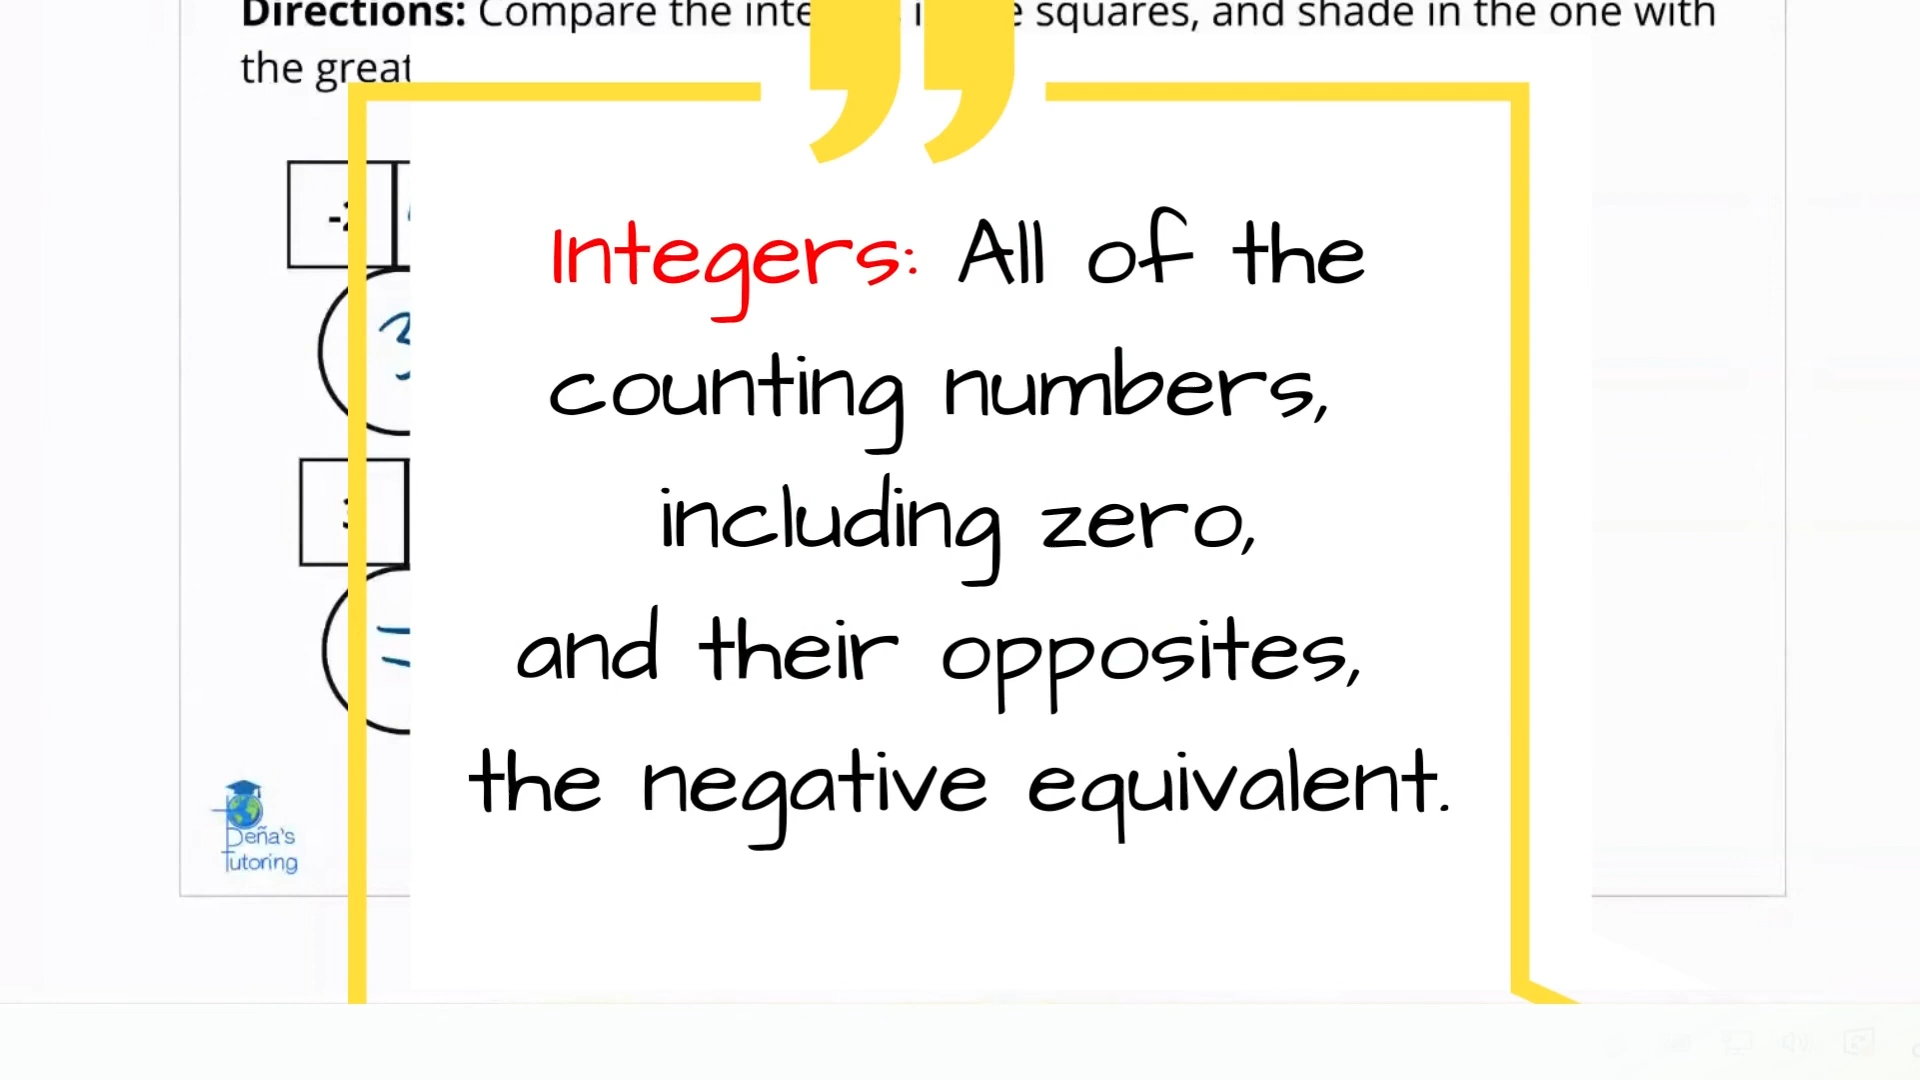 Directions: Compare the squares, and shade in the one with
the great
Integers: All of the
counting numbers,
including zero,
and their opposites,
the negative equivalent.
Peña's
Tutoring